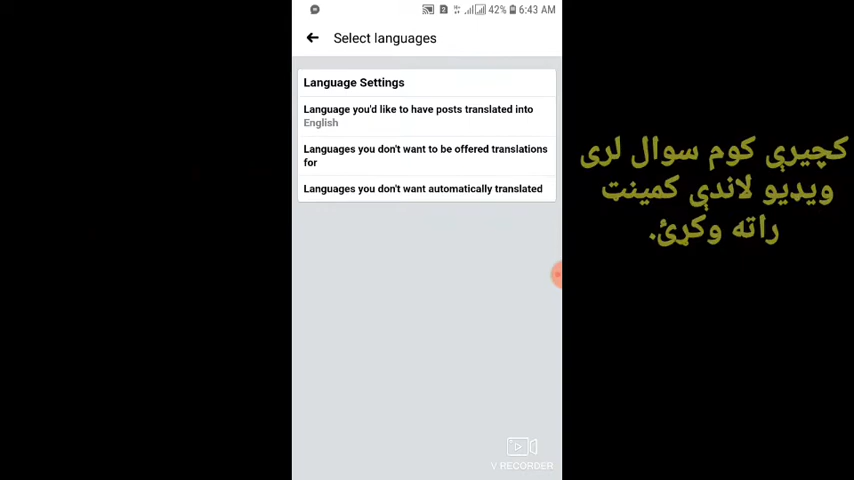 42% 6:43 AM
Select languages
Language Settings
Language you'd like to have posts translated into
English
Languages you don't want to be offered translations
for
Languages you don't want automatically translated
کچیرې کوم سوال لری
ویډیو لاندې کمینټ
راته وکړئ.
V RECORDER